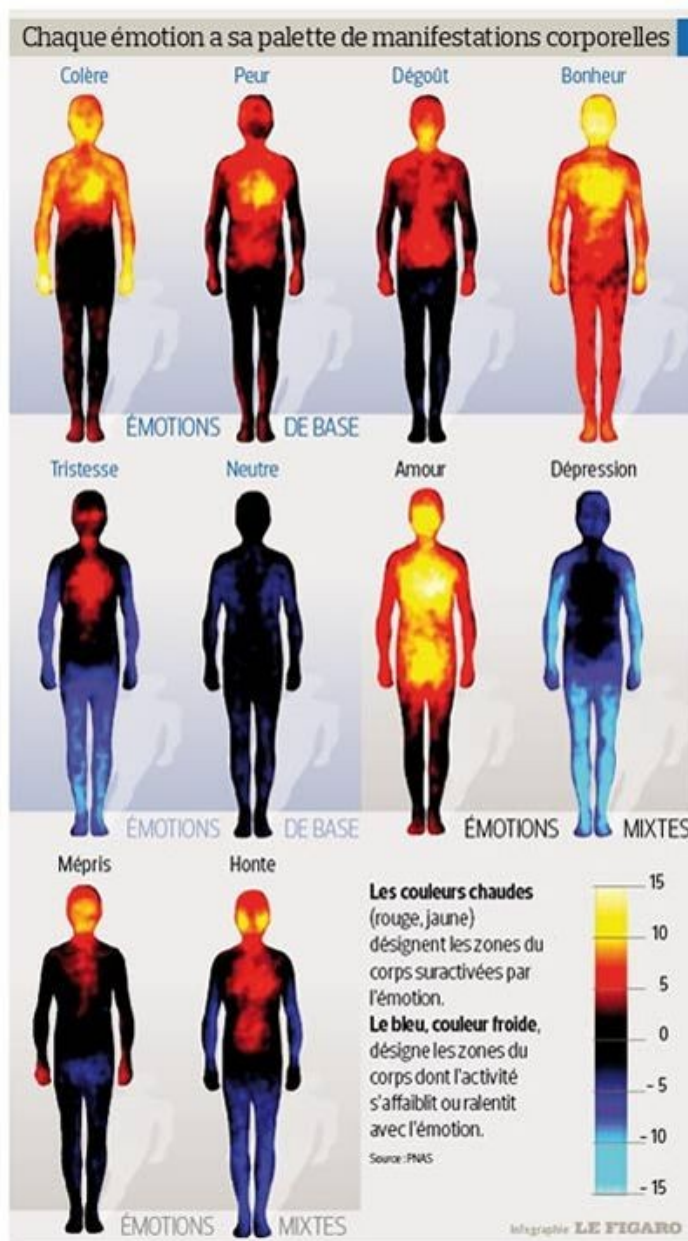 Chaque émotion a sa palette de manifestations corporelles
Colère Peur Dégoût Bonheur
ÉMOTIONS DE BASE
Tristesse Neutre Amour Dépression
ÉMOTIONS DE BASE ÉMOTIONS MIXTES
Mépris Honte
Les couleurs chaudes
(rouge, jaune)
désignent les zones du
corps suractivées par
l'émotion.
Le bleu, couleur froide,
désigne les zones du
corps dont l'activité
s'affaiblit ou ralentit
avec l'émotion.
Source : PNAS
15
10
5
0
- 5
- 10
- 15
ÉMOTIONS MIXTES
Infographie LE FIGARO